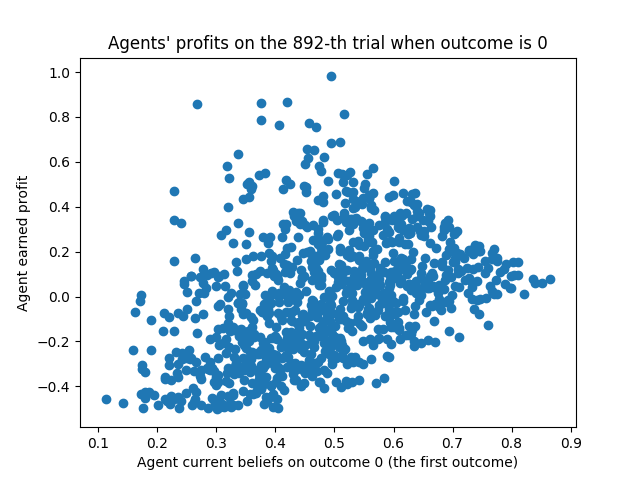 Agents' profits on the 892-th trial when outcome is 0
1.0
0.8
0.6
0.4
0.2
0.0
−0.2
−0.4
Agent earned profit
0.1 0.2 0.3 0.4 0.5 0.6 0.7 0.8 0.9
Agent current beliefs on outcome 0 (the first outcome)